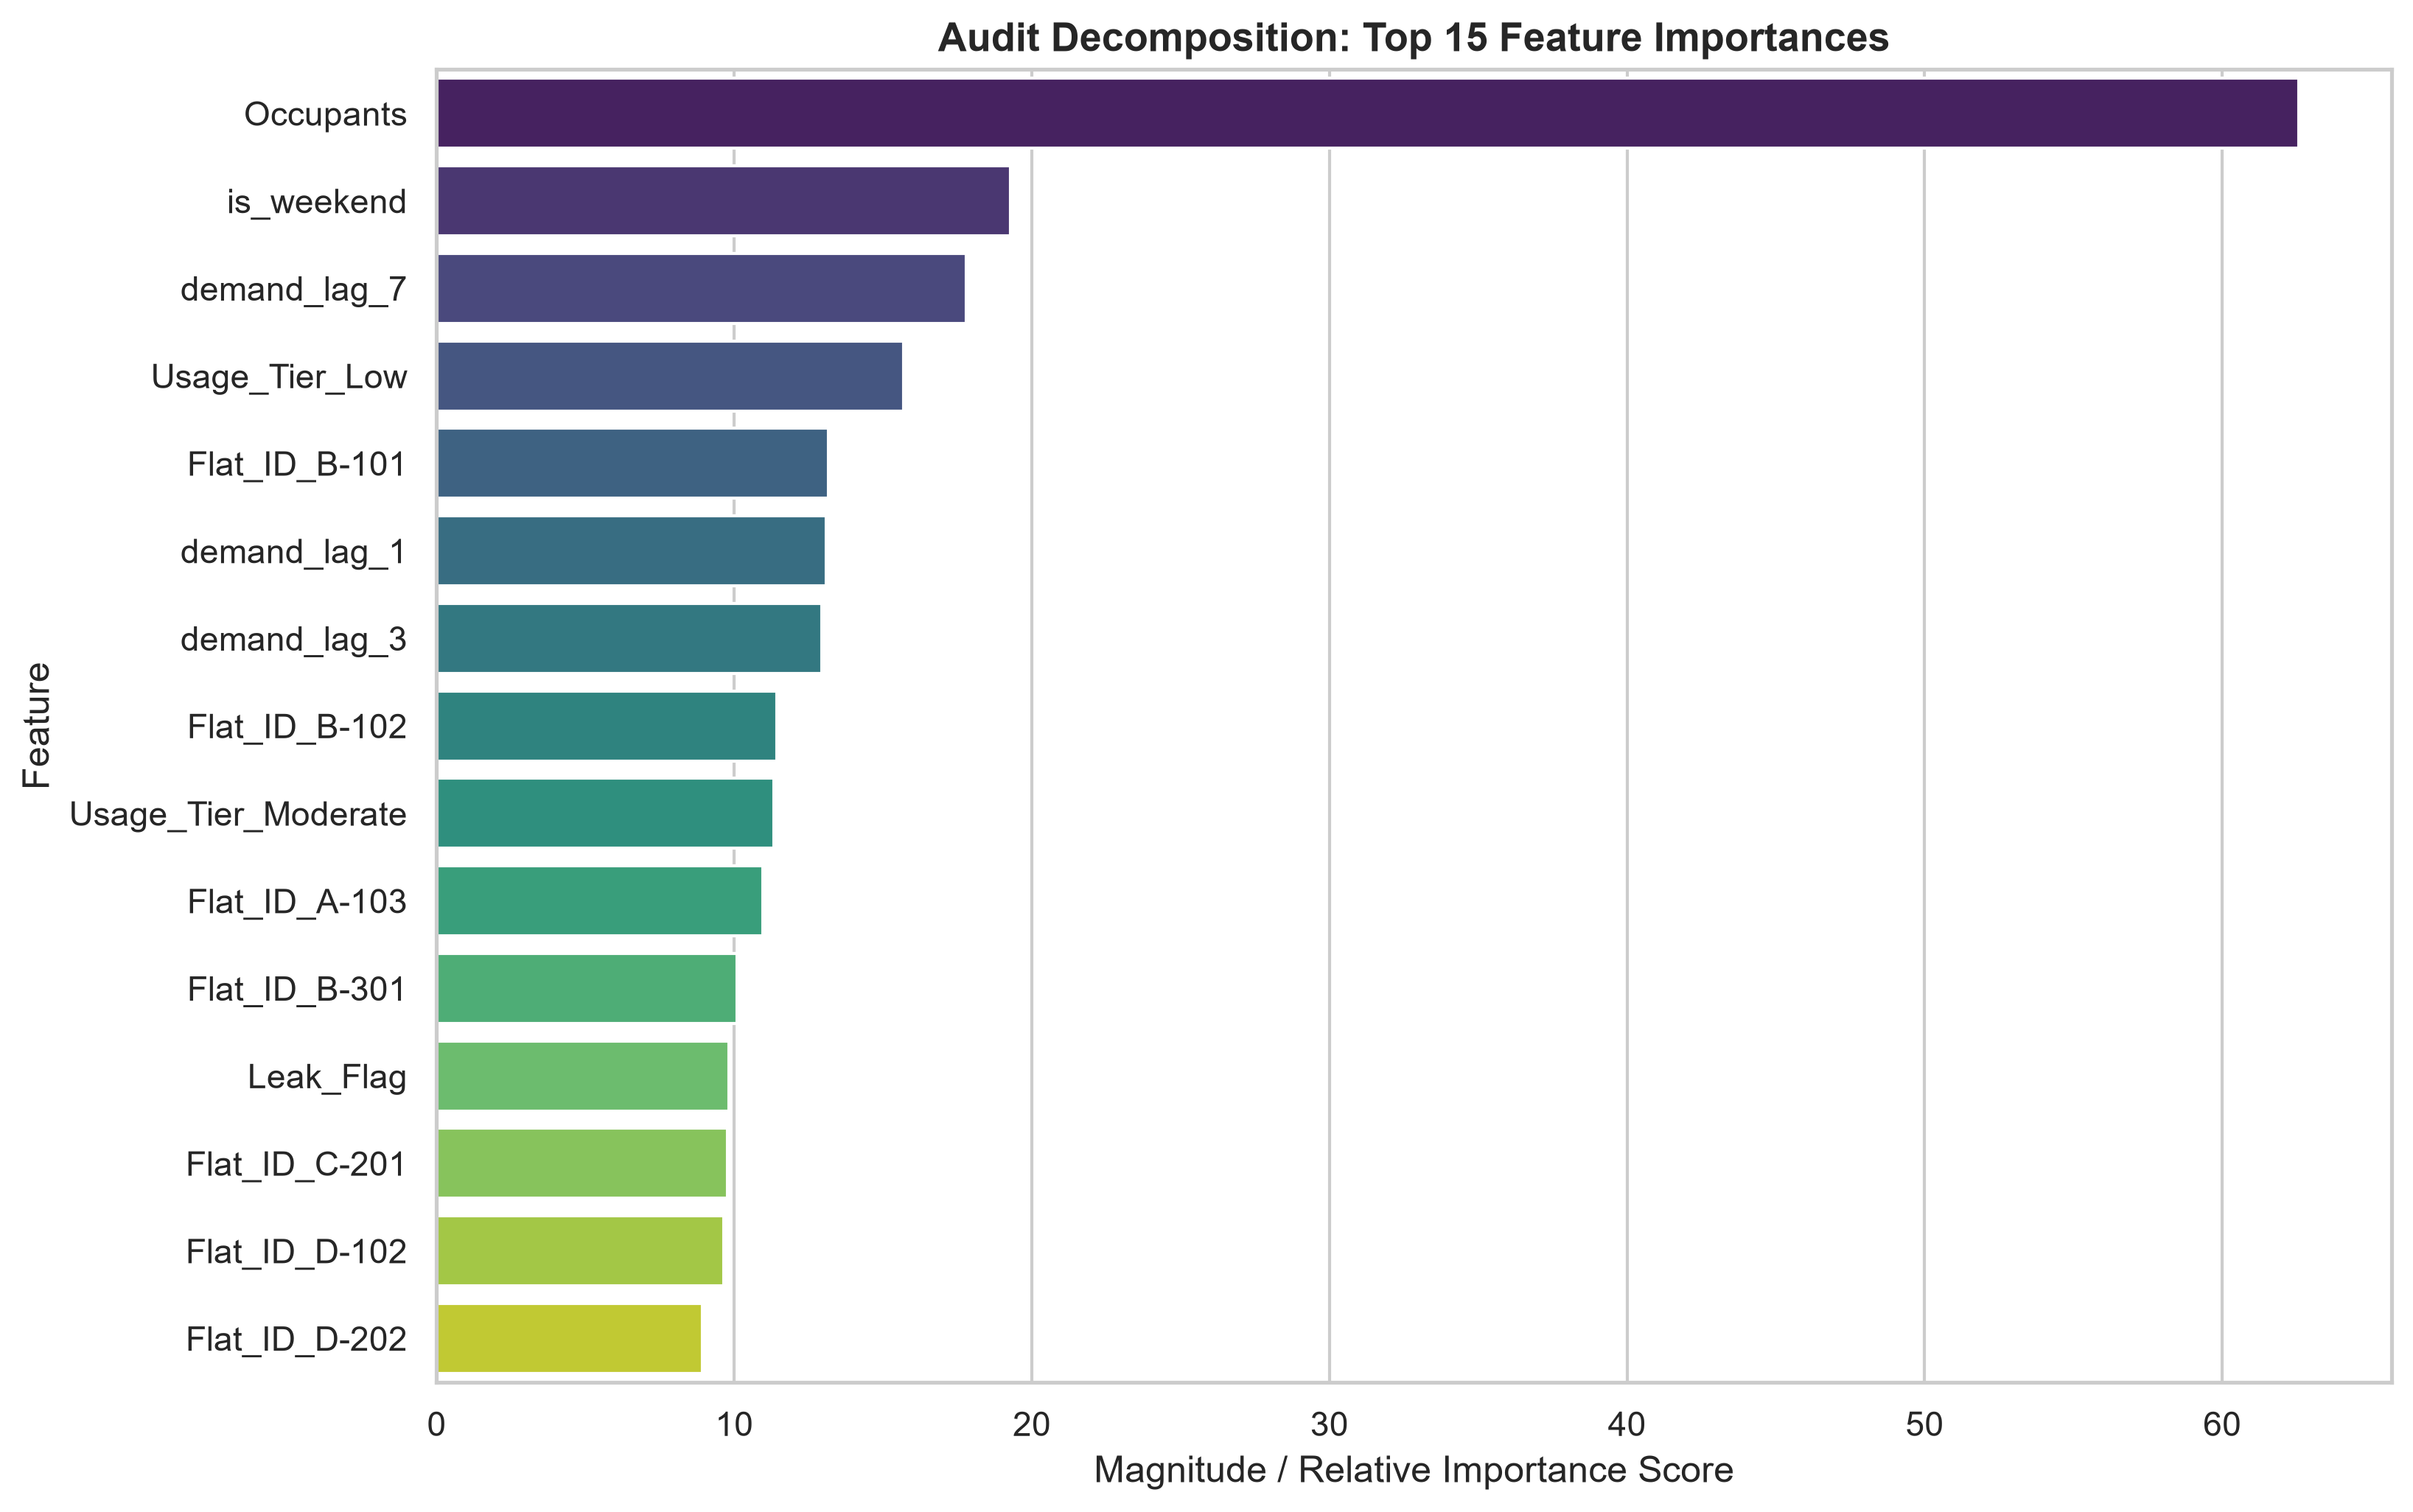 Audit Decomposition: Top 15 Feature Importances
Feature
Occupants
is_weekend
demand_lag_7
Usage_Tier_Low
Flat_ID_B-101
demand_lag_1
demand_lag_3
Flat_ID_B-102
Usage_Tier_Moderate
Flat_ID_A-103
Flat_ID_B-301
Leak_Flag
Flat_ID_C-201
Flat_ID_D-102
Flat_ID_D-202
0 10 20 30 40 50 60
Magnitude / Relative Importance Score